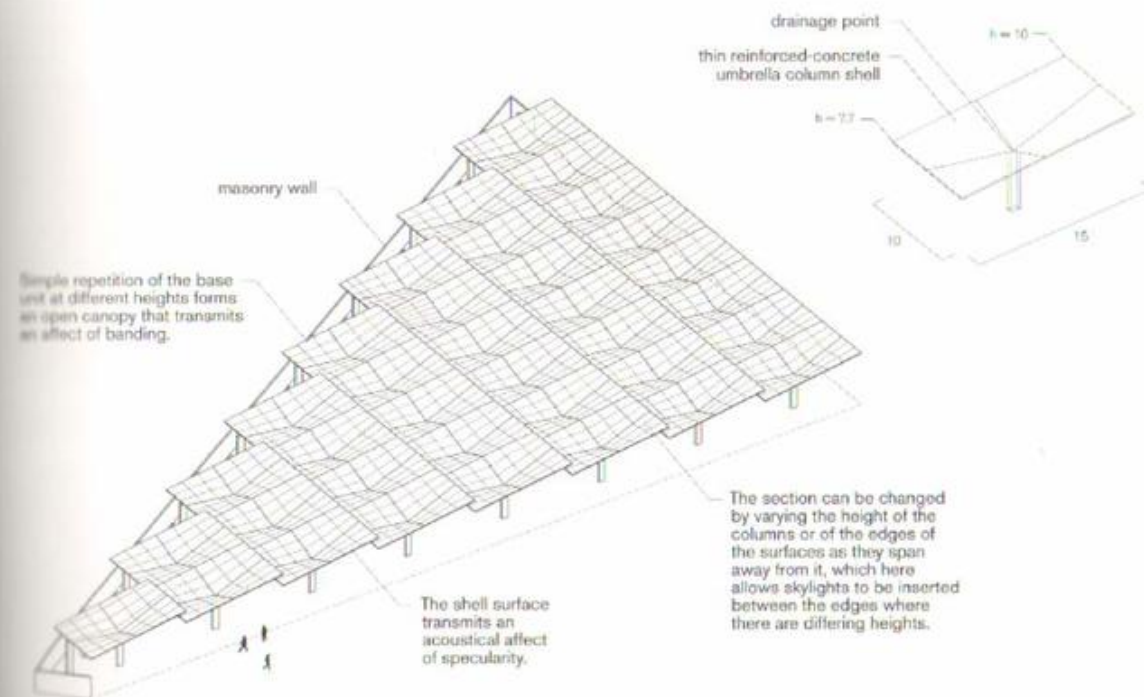 drainage point
h = 10
thin reinforced-concrete
umbrella column shell
h = 7.7
masonry wall
10
15
Simple repetition of the base
unit at different heights forms
an open canopy that transmits
an affect of banding.
The section can be changed
by varying the height of the
columns or of the edges of
the surfaces as they span
away from it, which here
allows skylights to be inserted
between the edges where
there are differing heights.
The shell surface
transmits an
acoustical affect
of specularity.